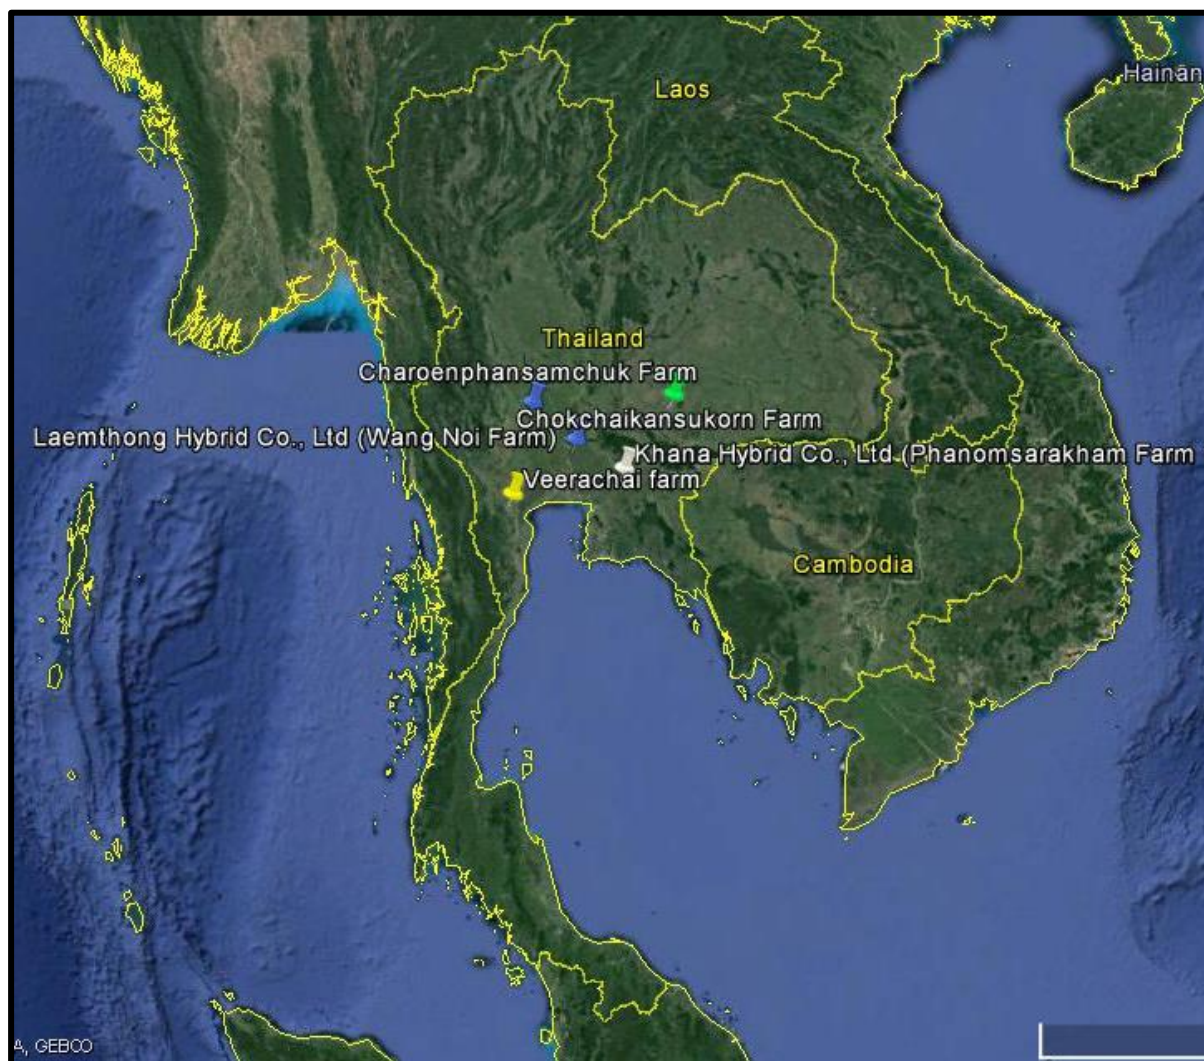 Hainān
Laos
Thailand
Charoenphansamchuk Farm
Chokchaikansukorn Farm
Laemthong Hybrid Co., Ltd (Wang Noi Farm)
Khana Hybrid Co., Ltd (Phanomsarakham Farm
Veerachai farm
Cambodia
A, GEBCO